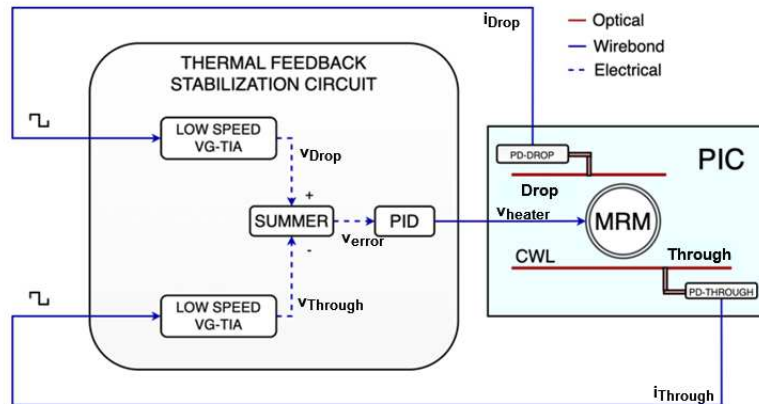 iDrop
Optical
Wirebond
Electrical
THERMAL FEEDBACK
STABILIZATION CIRCUIT
LOW SPEED
VG-TIA
vDrop
+
SUMMER
verror
PID
vheater
-
vThrough
LOW SPEED
VG-TIA
PD-DROP
PIC
Drop
MRM
CWL
Through
PD-THROUGH
iThrough